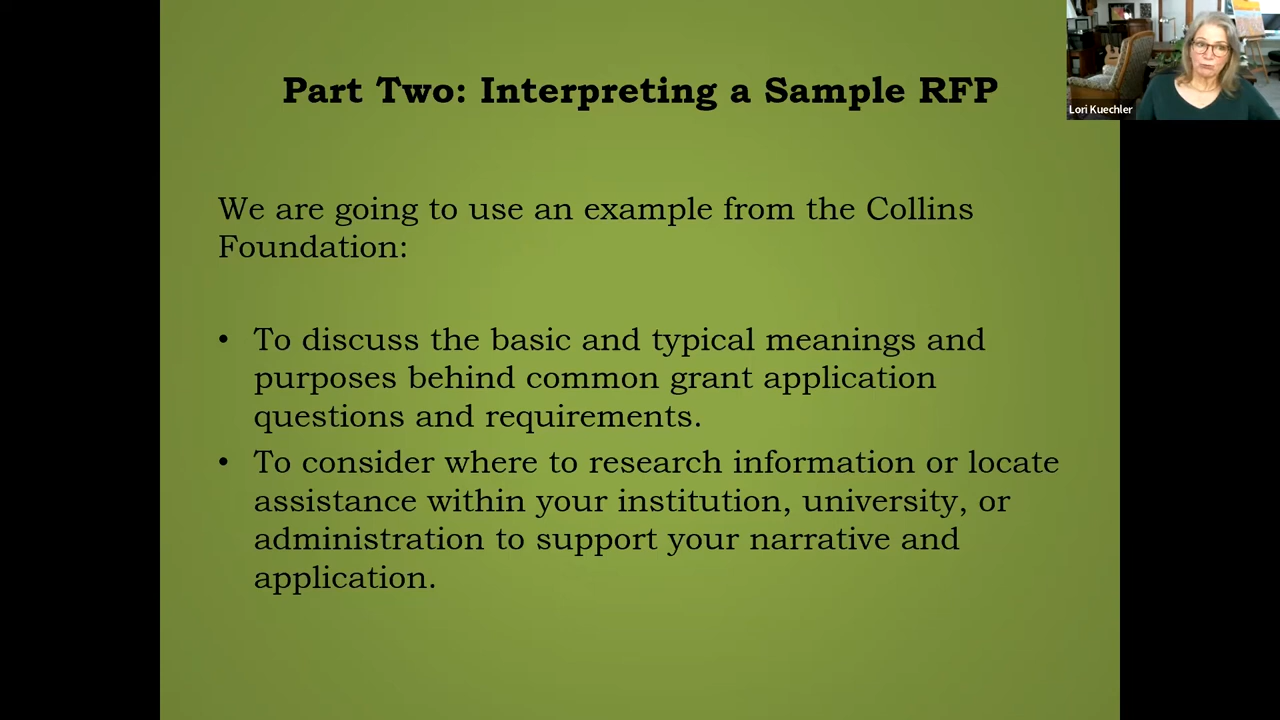 Part Two: Interpreting a Sample RFP
Lori Kuechler
We are going to use an example from the Collins
Foundation:
• To discuss the basic and typical meanings and
purposes behind common grant application
questions and requirements.
• To consider where to research information or locate
assistance within your institution, university, or
administration to support your narrative and
application.